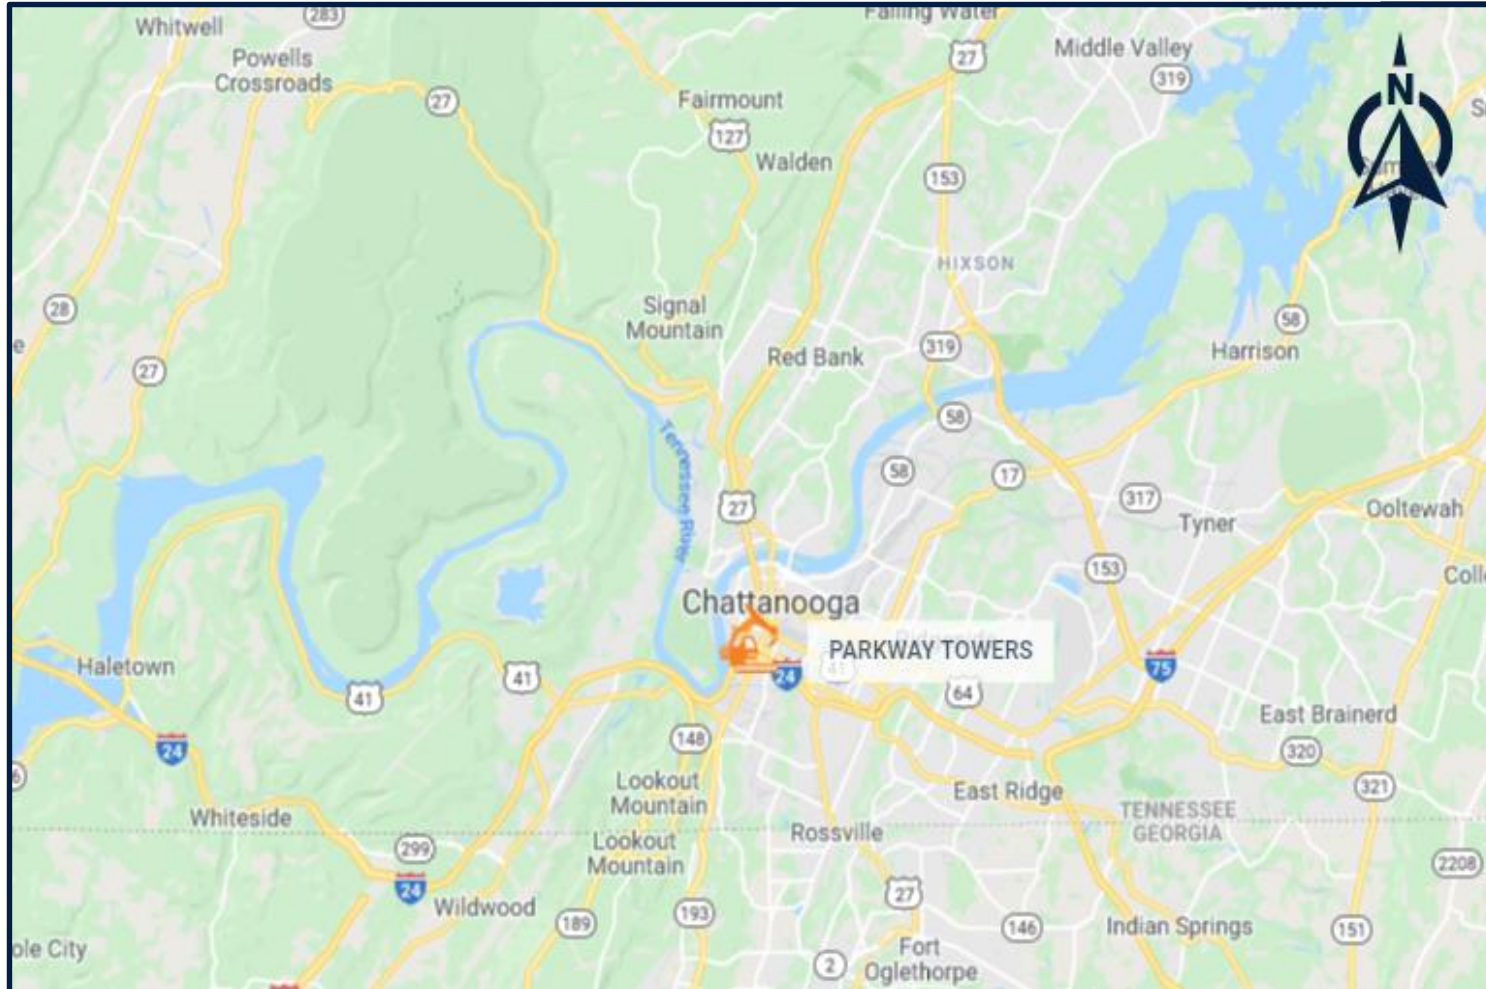 283
Whitwell
Falling Water
Powells
Crossroads
27
Middle Valley
319
27
Fairmount
127
N
Walden
153
HIXSON
28
Signal
Mountain
58
319
Red Bank
Harrison
27
58
Tennessee River
58
17
317
27
Ooltewah
Tyner
153
Chattanooga
PARKWAY TOWERS
41
24
75
Haletown
41
41
64
East Brainerd
24
148
320
Lookout
Mountain
East Ridge
321
Whiteside
TENNESSEE
GEORGIA
Rossville
Lookout
Mountain
299
2208
24
27
Wildwood
193
189
146
Indian Springs
151
ole City
Fort
Oglethorpe
2